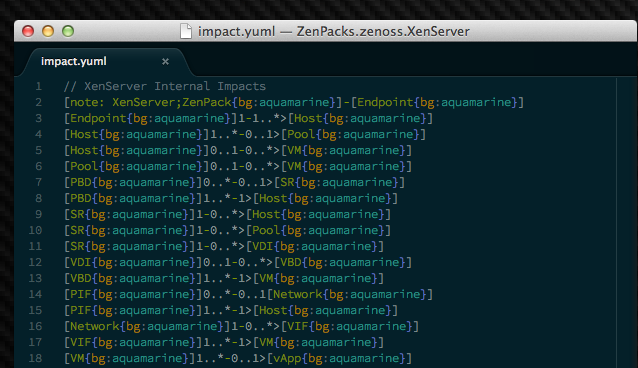 impact.yuml — ZenPacks.zenoss.XenServer
impact.yuml ×
1 // XenServer Internal Impacts
2 [note: XenServer;ZenPack{bg:aquamarine}]-[Endpoint{bg:aquamarine}]
3 [Endpoint{bg:aquamarine}]1-1..*>[Host{bg:aquamarine}]
4 [Host{bg:aquamarine}]1..*-0..1>[Pool{bg:aquamarine}]
5 [Host{bg:aquamarine}]0..1-0..*>[VM{bg:aquamarine}]
6 [Pool{bg:aquamarine}]0..1-0..*>[VM{bg:aquamarine}]
7 [PBD{bg:aquamarine}]0..*-0..1>[SR{bg:aquamarine}]
8 [PBD{bg:aquamarine}]1..*-1>[Host{bg:aquamarine}]
9 [SR{bg:aquamarine}]1-0..*>[Host{bg:aquamarine}]
10 [SR{bg:aquamarine}]1-0..*>[Pool{bg:aquamarine}]
11 [SR{bg:aquamarine}]1-0..*>[VDI{bg:aquamarine}]
12 [VDI{bg:aquamarine}]0..1-0..*>[VBD{bg:aquamarine}]
13 [VBD{bg:aquamarine}]1..*-1>[VM{bg:aquamarine}]
14 [PIF{bg:aquamarine}]0..*-0..1[Network{bg:aquamarine}]
15 [PIF{bg:aquamarine}]1..*-1>[Host{bg:aquamarine}]
16 [Network{bg:aquamarine}]1-0..*>[VIF{bg:aquamarine}]
17 [VIF{bg:aquamarine}]1..*-1>[VM{bg:aquamarine}]
18 [VM{bg:aquamarine}]1..*-0..1>[vApp{bg:aquamarine}]